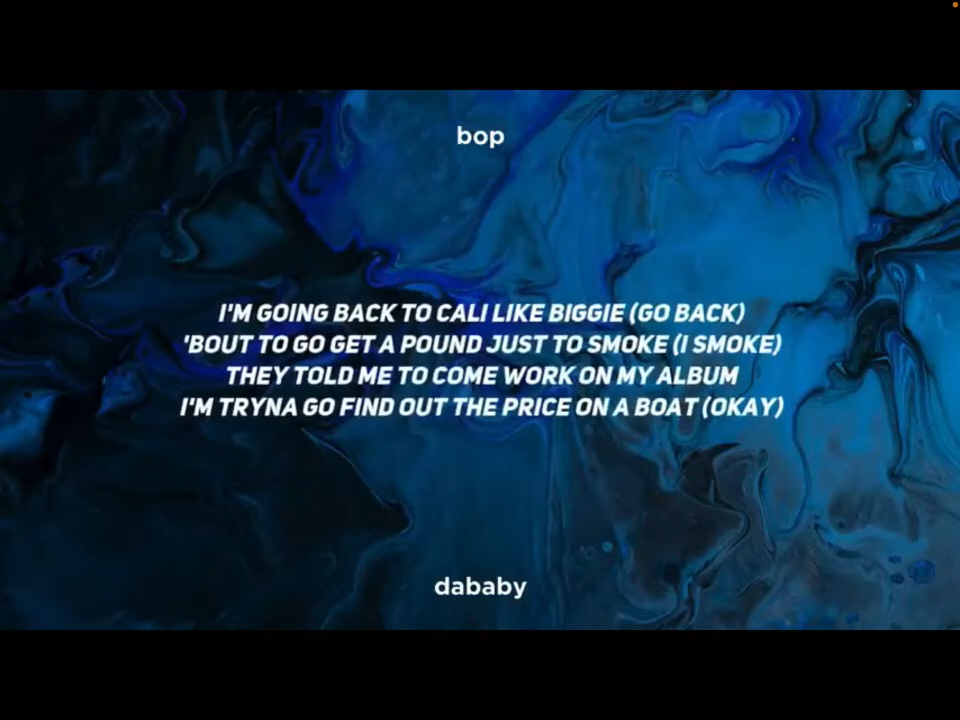 bop
I'M GOING BACK TO CALI LIKE BIGGIE (GO BACK)
'BOUT TO GO GET A POUND JUST TO SMOKE (I SMOKE)
THEY TOLD ME TO COME WORK ON MY ALBUM
I'M TRYNA GO FIND OUT THE PRICE ON A BOAT (OKAY)
dababy